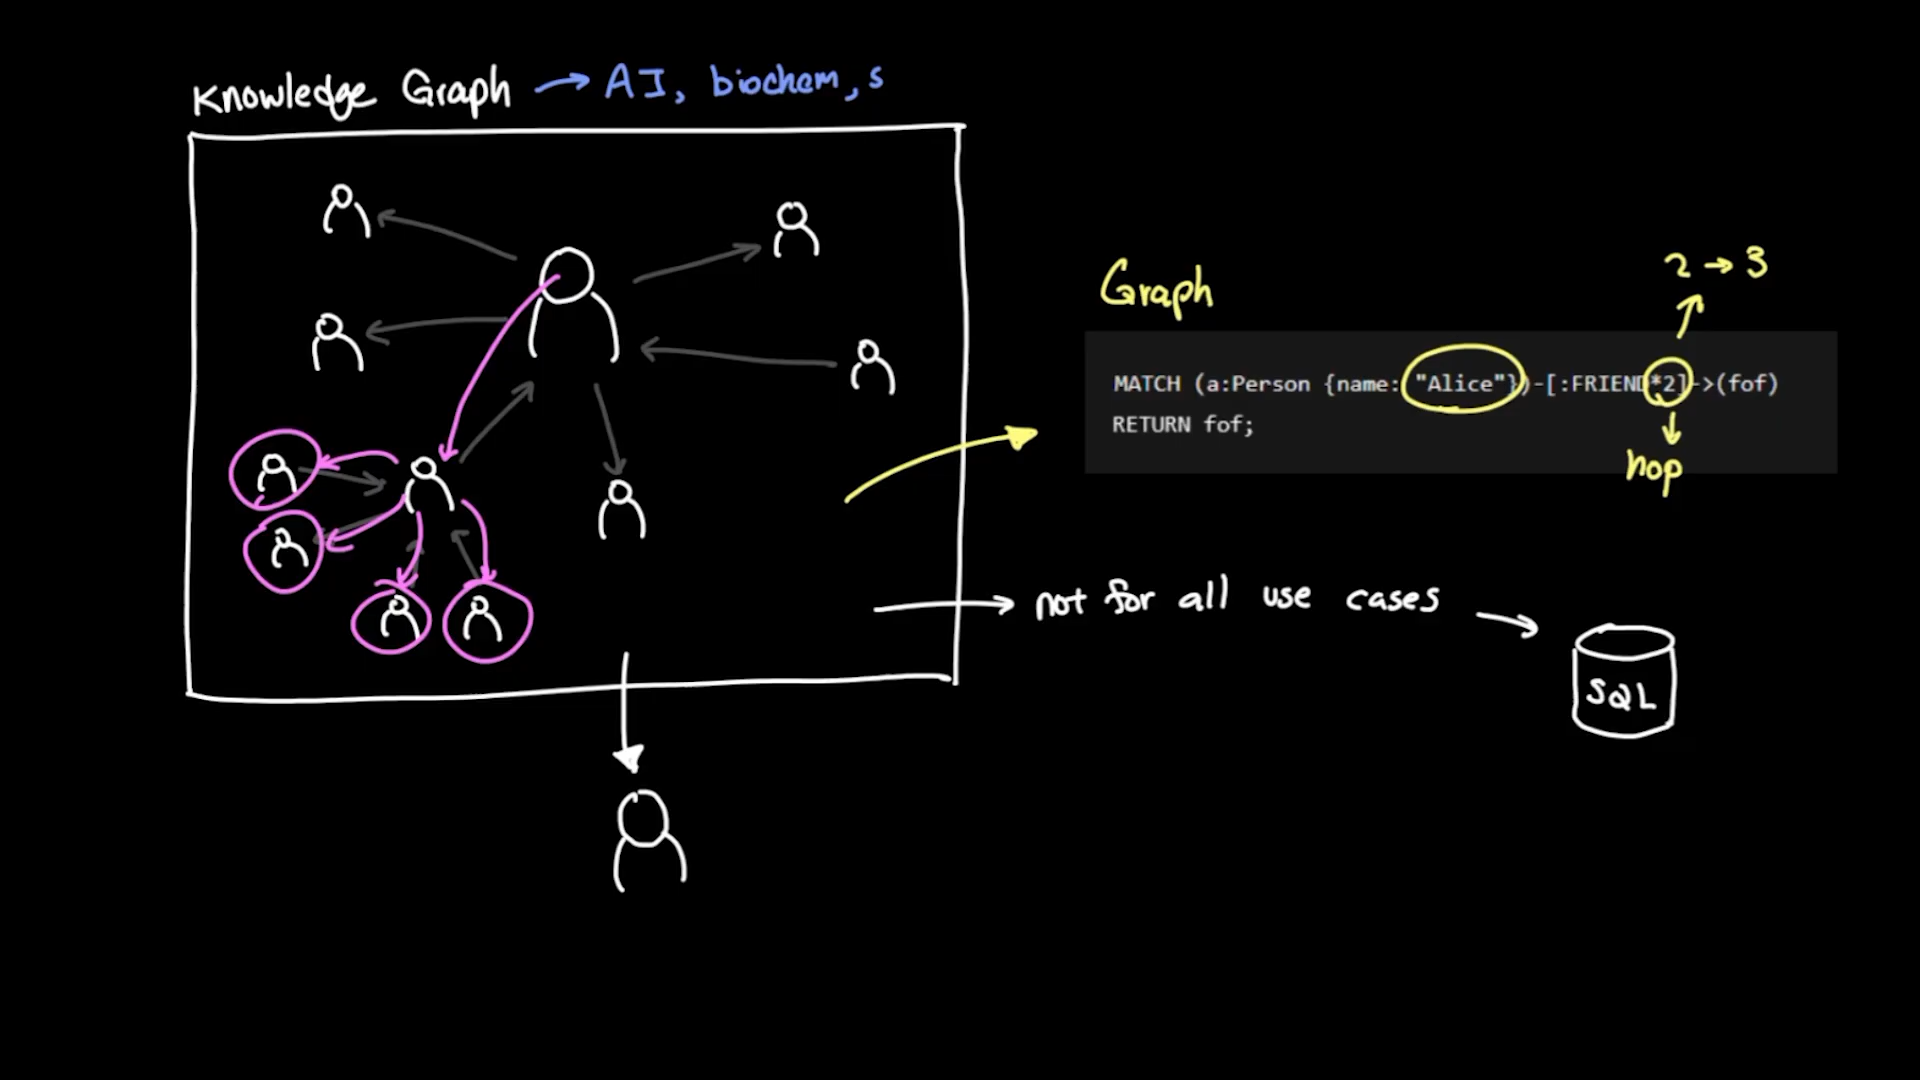 Knowledge Graph → AI, biochem, s
Graph
2 → 3
MATCH (a:Person {name: "Alice"})-[:FRIEND*2]->(fof)
RETURN fof;
hop
not for all use cases
SQL